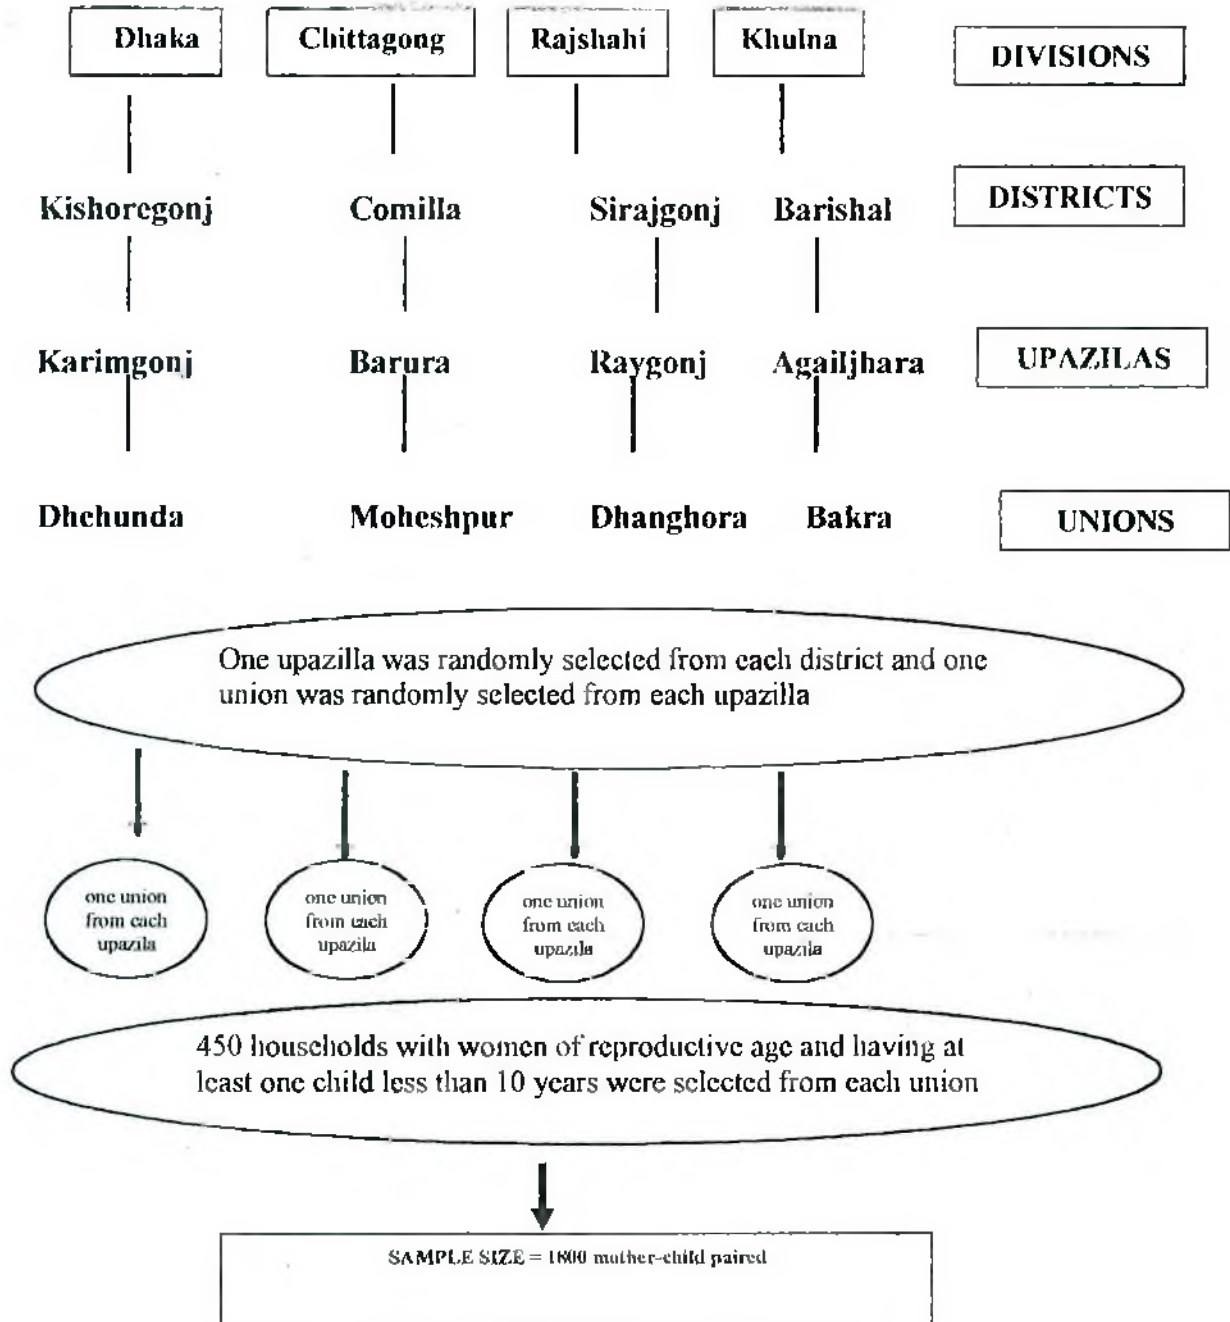 Dhaka Chittagong Rajshahi Khulna DIVISIONS
Kishoregonj Comilla Sirajgonj Barishal DISTRICTS
Karimgonj Barura Raygonj Agailjhara UPAZILAS
Dhehunda Moheshpur Dhanghora Bakra UNIONS
One upazilla was randomly selected from each district and one
union was randomly selected from each upazilla
one union
from each
upazila
one union
from each
upazila
one union
from each
upazila
one union
from each
upazila
450 households with women of reproductive age and having at
least one child less than 10 years were selected from each union
SAMPLE SIZE = 1800 mother-child paired